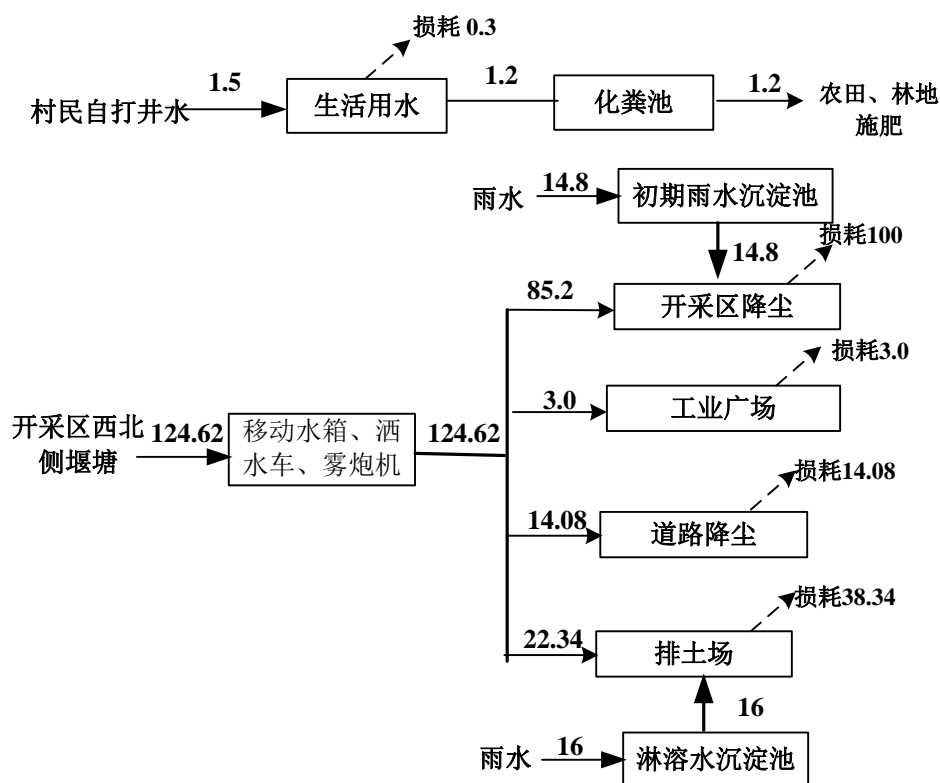 损耗 0.3
1.5
1.2
1.2
村民自打井水
生活用水
化粪池
农田、林地
施肥
雨水
14.8
初期雨水沉淀池
14.8
损耗100
85.2
开采区降尘
损耗3.0
3.0
工业广场
开采区西北
侧堰塘
124.62
移动水箱、洒
水车、雾炮机
124.62
损耗14.08
14.08
道路降尘
损耗38.34
22.34
排土场
16
雨水
16
淋溶水沉淀池